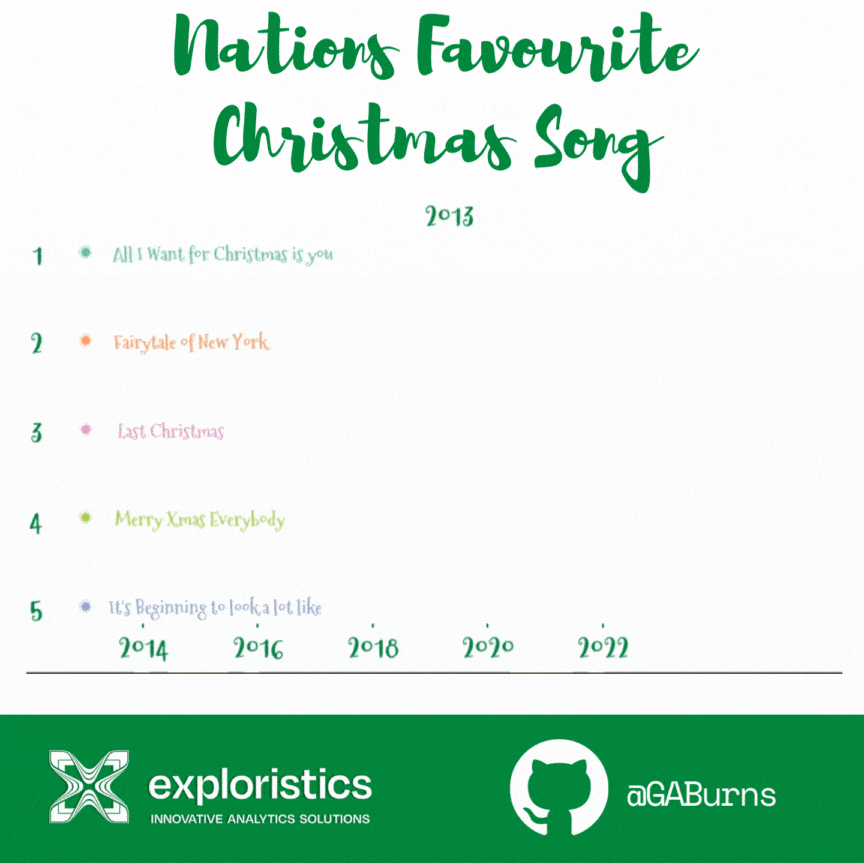 Nations Favourite
Christmas Song
2013
1 All I Want for Christmas is you
2 Fairytale of New York
3 Last Christmas
4 Merry Xmas Everybody
5 It's Beginning to look a lot like
2014 2016 2018 2020 2022
exploristics
INNOVATIVE ANALYTICS SOLUTIONS
@GABurns